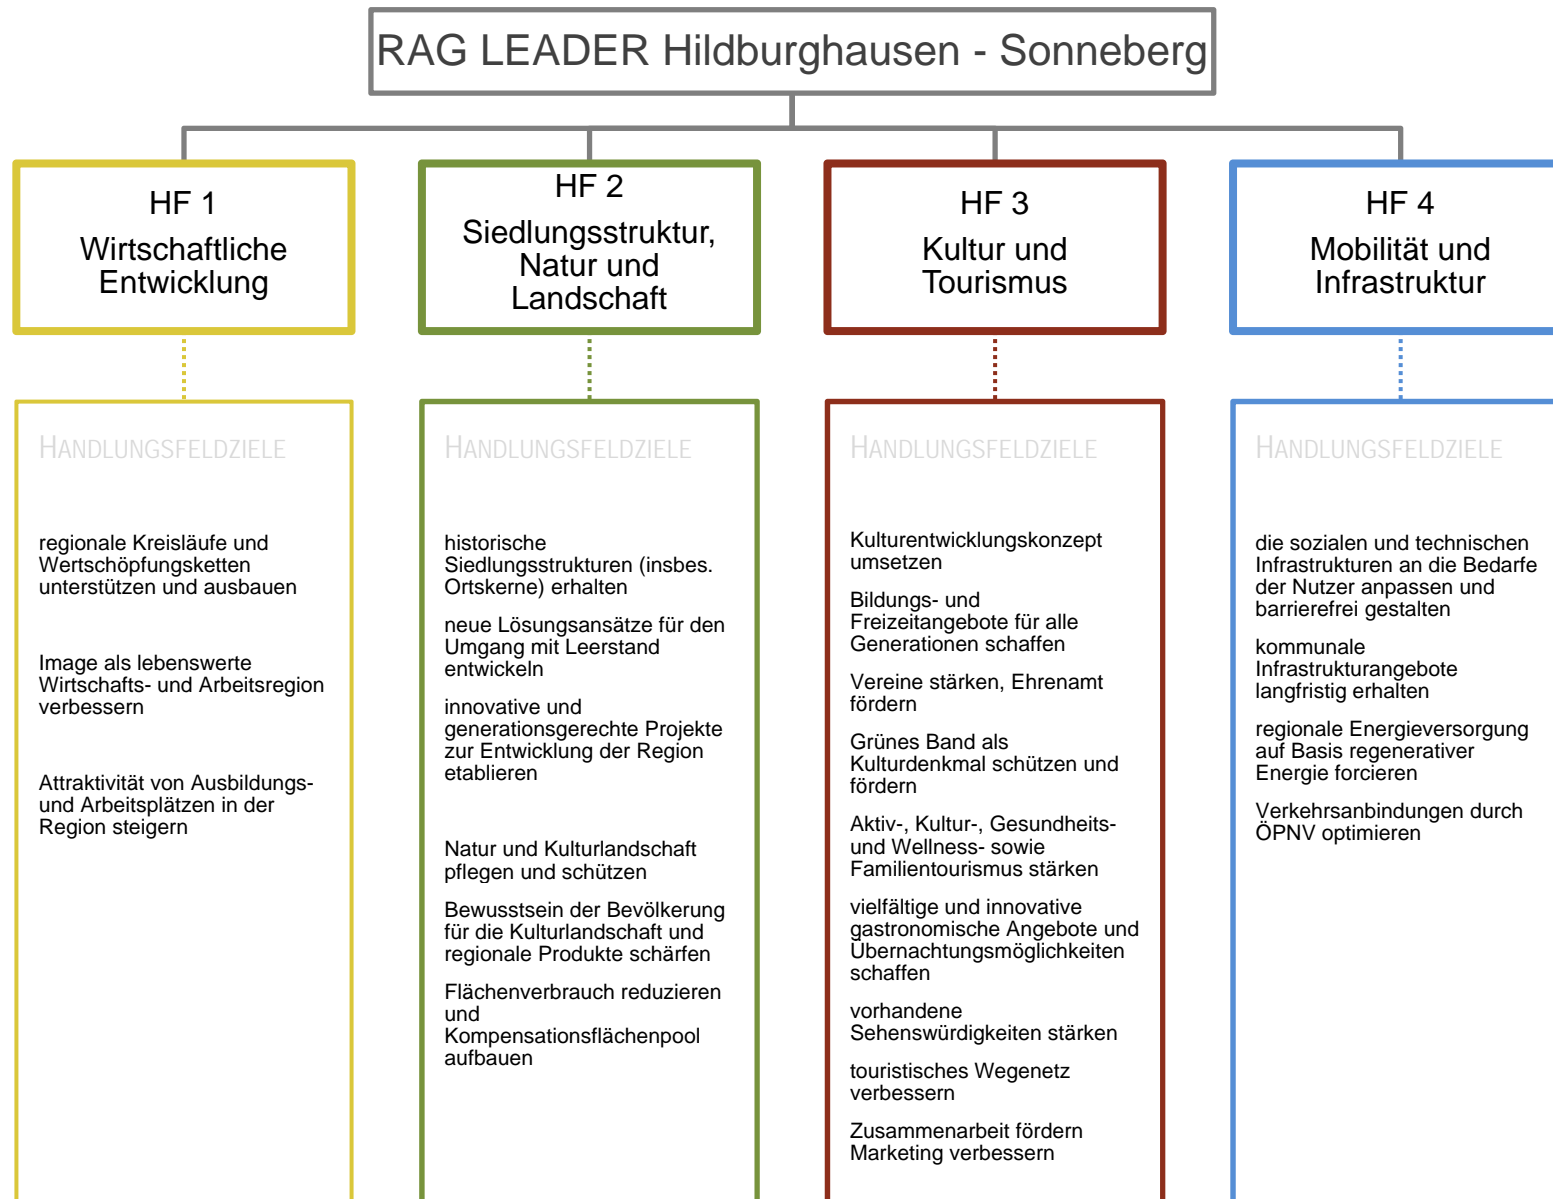 RAG LEADER Hildburghausen - Sonneberg
HF 1
Wirtschaftliche
Entwicklung
HF 2
Siedlungsstruktur,
Natur und
Landschaft
HF 3
Kultur und
Tourismus
HF 4
Mobilität und
Infrastruktur
HANDLUNGSFELDZIELE
regionale Kreisläufe und
Wertschöpfungsketten
unterstützen und ausbauen
Image als lebenswerte
Wirtschafts- und Arbeitsregion
verbessern
Attraktivität von Ausbildungs-
und Arbeitsplätzen in der
Region steigern
HANDLUNGSFELDZIELE
historische
Siedlungsstrukturen (insbes.
Ortskerne) erhalten
neue Lösungsansätze für den
Umgang mit Leerstand
entwickeln
innovative und
generationsgerechte Projekte
zur Entwicklung der Region
etablieren
Natur und Kulturlandschaft
pflegen und schützen
Bewusstsein der Bevölkerung
für die Kulturlandschaft und
regionale Produkte schärfen
Flächenverbrauch reduzieren
und
Kompensationsflächenpool
aufbauen
HANDLUNGSFELDZIELE
Kulturentwicklungskonzept
umsetzen
Bildungs- und
Freizeitangebote für alle
Generationen schaffen
Vereine stärken, Ehrenamt
fördern
Grünes Band als
Kulturdenkmal schützen und
fördern
Aktiv-, Kultur-, Gesundheits-
und Wellness- sowie
Familientourismus stärken
vielfältige und innovative
gastronomische Angebote und
Übernachtungsmöglichkeiten
schaffen
vorhandene
Sehenswürdigkeiten stärken
touristisches Wegenetz
verbessern
Zusammenarbeit fördern
Marketing verbessern
HANDLUNGSFELDZIELE
die sozialen und technischen
Infrastrukturen an die Bedarfe
der Nutzer anpassen und
barrierefrei gestalten
kommunale
Infrastrukturangebote
langfristig erhalten
regionale Energieversorgung
auf Basis regenerativer
Energie forcieren
Verkehrsanbindungen durch
ÖPNV optimieren